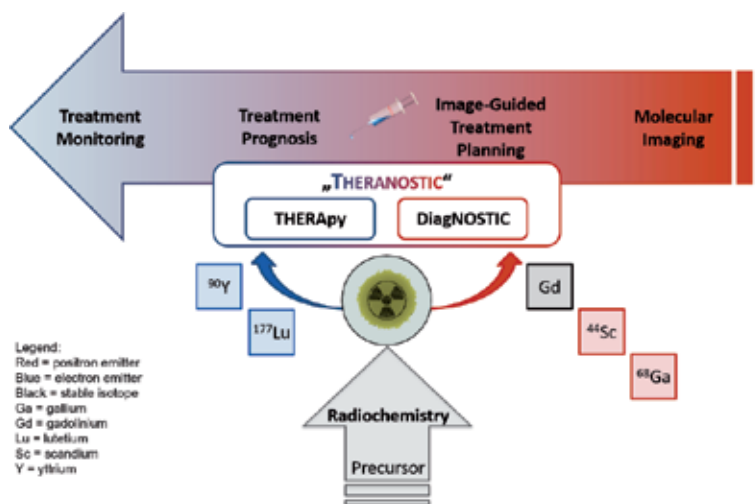 Treatment
Monitoring
Treatment
Prognosis
Image-Guided
Treatment
Planning
Molecular
Imaging
„THERANOSTIC“
THERApy
DiagNOSTIC
⁹⁰Y
¹⁷⁷Lu
Gd
⁴⁴Sc
⁶⁸Ga
Legend:
Red = positron emitter
Blue = electron emitter
Black = stable isotope
Ga = gallium
Gd = gadolinium
Lu = lutetium
Sc = scandium
Y = yttrium
Radiochemistry
Precursor